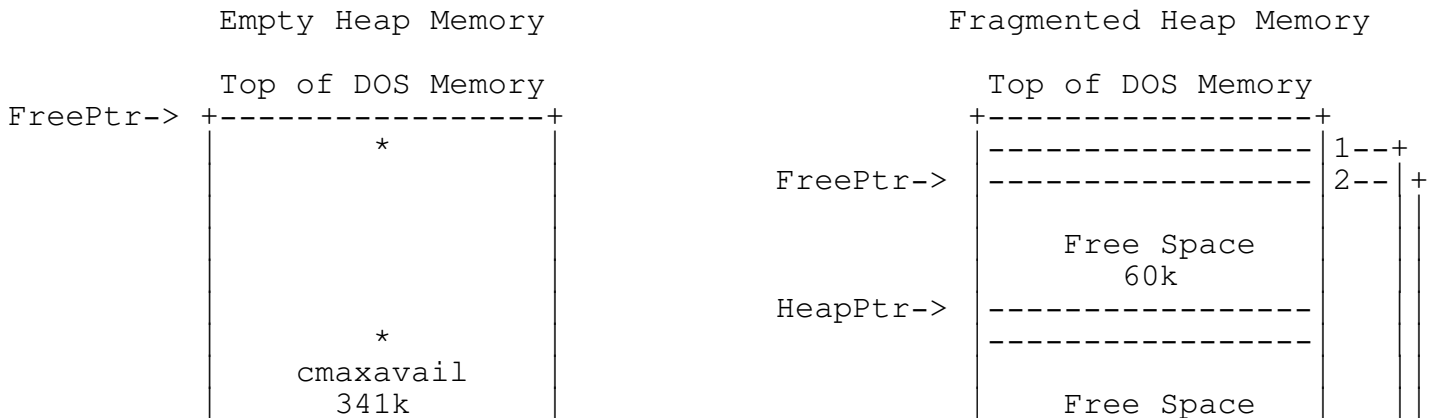 Empty Heap Memory                    Fragmented Heap Memory
Top of DOS Memory                    Top of DOS Memory
FreePtr-> +-----------------+                      +-----------------+
          |        *        |                      |-----------------|1--+
          |                 |           FreePtr->  |-----------------|2--|+
          |                 |                      |                 |   ||
          |                 |                      |    Free Space   |   ||
          |                 |                      |       60k       |   ||
          |                 |           HeapPtr->  |-----------------|   ||
          |        *        |                      |-----------------|   ||
          |    cmaxavail    |                      |                 |   ||
          |      341k       |                      |    Free Space   |   ||